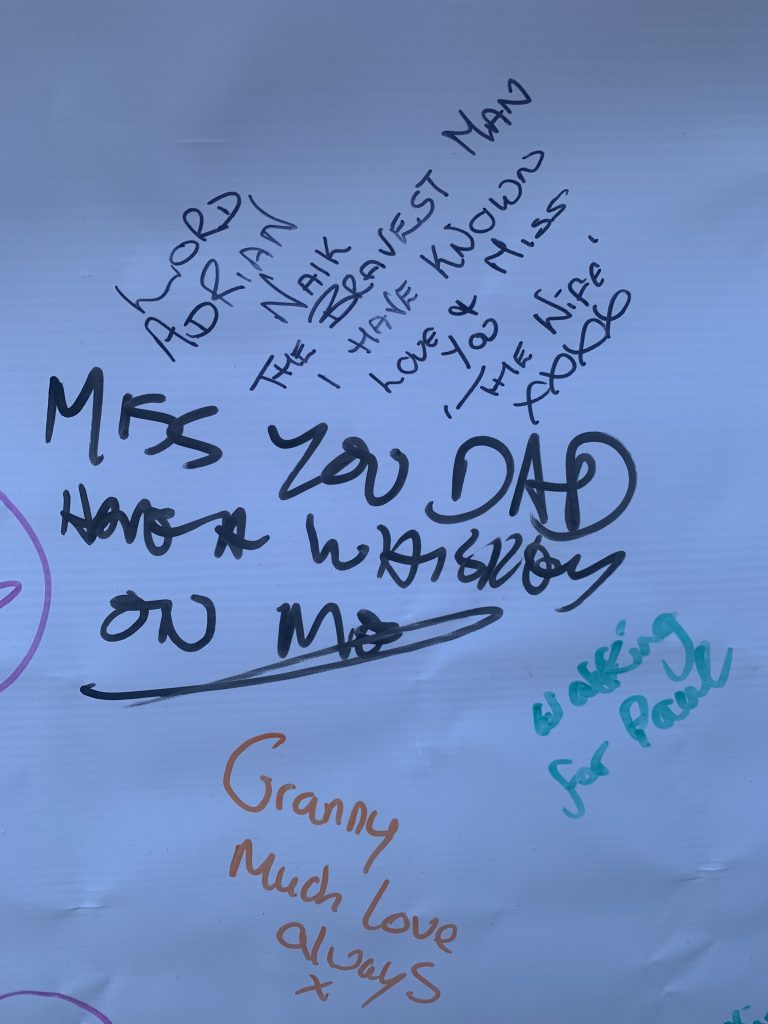 LORD
ADRIAN
NAIK
THE BRAVEST MAN
I HAVE KNOWN
LOVE & MISS
YOU
'THE WIFE'
XOXOXO
MISS YOU DAD
HAVE A WHISKEY
ON ME
walking
for Paul
Granny
Much Love
always
x